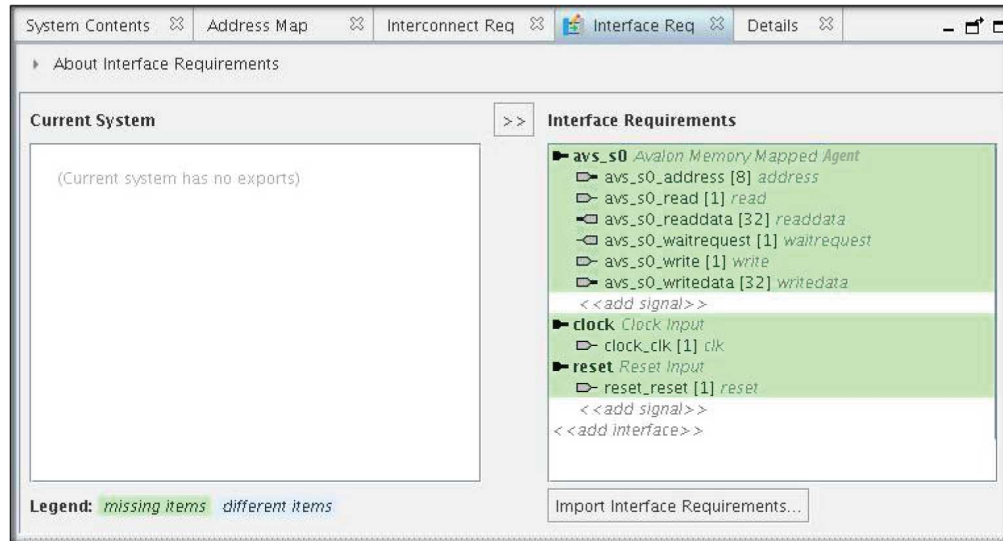 System Contents Address Map Interconnect Req Interface Req Details
About Interface Requirements
Current System >> Interface Requirements
(Current system has no exports)
avs_s0 Avalon Memory Mapped Agent
avs_s0_address [8] address
avs_s0_read [1] read
avs_s0_readdata [32] readdata
avs_s0_waitrequest [1] waitrequest
avs_s0_write [1] write
avs_s0_writedata [32] writedata
<<add signal>>
clock Clock Input
clock_clk [1] clk
reset Reset Input
reset_reset [1] reset
<<add signal>>
<<add interface>>
Legend: missing items different items
Import Interface Requirements...